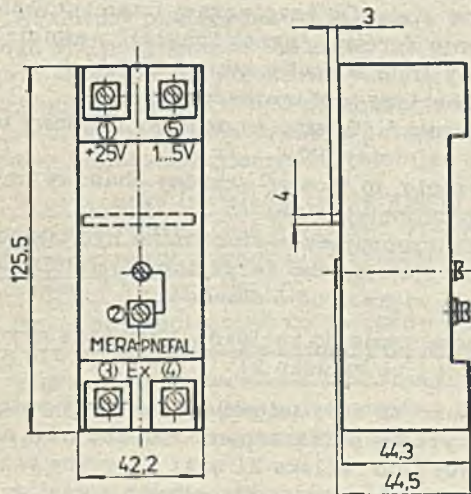 3
① ⑤
+25V 1...5V
4
125,5
②
MERA-PNEFAL
③ Ex ④
42,2
44,3
44,5